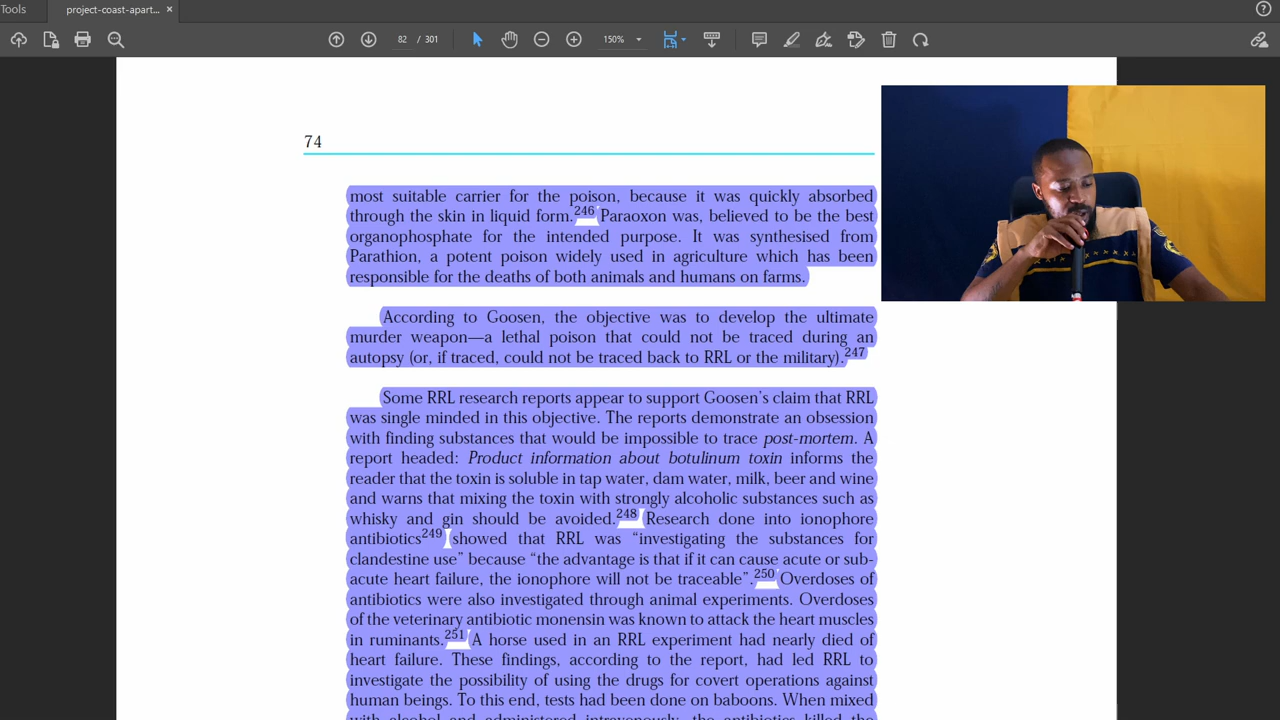 Tools
project-coast-apart... ×
82 / 301
150%
74
most suitable carrier for the poison, because it was quickly absorbed
through the skin in liquid form.246 Paraoxon was, believed to be the best
organophosphate for the intended purpose. It was synthesised from
Parathion, a potent poison widely used in agriculture which has been
responsible for the deaths of both animals and humans on farms.
According to Goosen, the objective was to develop the ultimate
murder weapon—a lethal poison that could not be traced during an
autopsy (or, if traced, could not be traced back to RRL or the military).247
Some RRL research reports appear to support Goosen's claim that RRL
was single minded in this objective. The reports demonstrate an obsession
with finding substances that would be impossible to trace post-mortem. A
report headed: Product information about botulinum toxin informs the
reader that the toxin is soluble in tap water, dam water, milk, beer and wine
and warns that mixing the toxin with strongly alcoholic substances such as
whisky and gin should be avoided.248 Research done into ionophore
antibiotics249 showed that RRL was “investigating the substances for
clandestine use” because “the advantage is that if it can cause acute or sub-
acute heart failure, the ionophore will not be traceable”.250 Overdoses of
antibiotics were also investigated through animal experiments. Overdoses
of the veterinary antibiotic monensin was known to attack the heart muscles
in ruminants.251 A horse used in an RRL experiment had nearly died of
heart failure. These findings, according to the report, had led RRL to
investigate the possibility of using the drugs for covert operations against
human beings. To this end, tests had been done on baboons. When mixed
with alcohol and administered intravenously, the antibiotics killed the